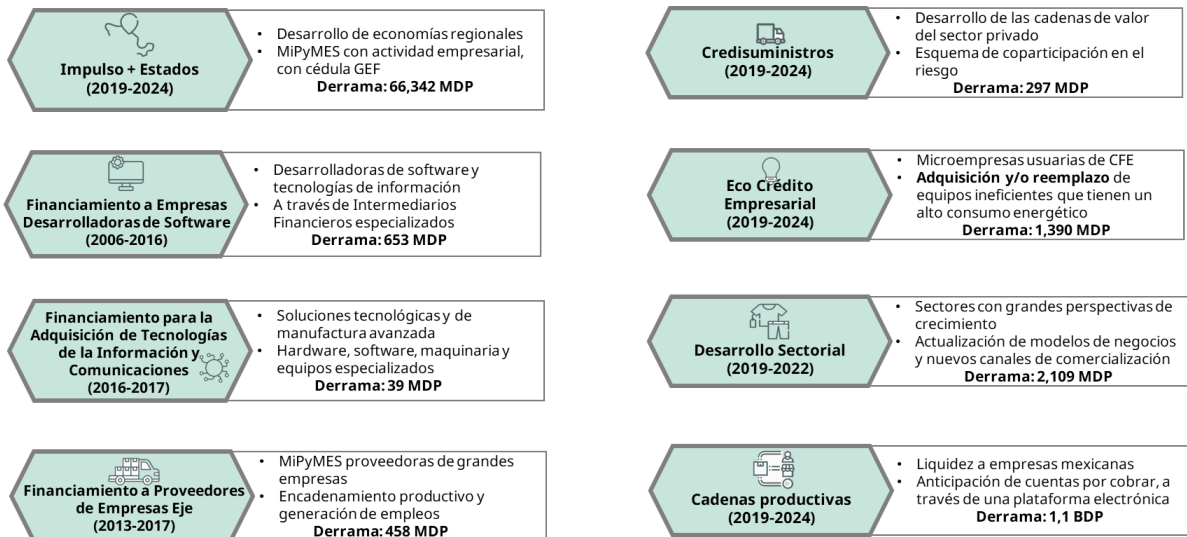 Impulso + Estados
(2019-2024)
• Desarrollo de economías regionales
• MiPyMES con actividad empresarial,
con cédula GEF
Derrama: 66,342 MDP
Financiamiento a Empresas
Desarrolladoras de Software
(2006-2016)
• Desarrolladoras de software y
tecnologías de información
• A través de Intermediarios
Financieros especializados
Derrama: 653 MDP
Financiamiento para la
Adquisición de Tecnologías
de la Información y
Comunicaciones
(2016-2017)
• Soluciones tecnológicas y de
manufactura avanzada
• Hardware, software, maquinaria y
equipos especializados
Derrama: 39 MDP
Financiamiento a Proveedores
de Empresas Eje
(2013-2017)
• MiPyMES proveedoras de grandes
empresas
• Encadenamiento productivo y
generación de empleos
Derrama: 458 MDP
Credisuministros
(2019-2024)
• Desarrollo de las cadenas de valor
del sector privado
• Esquema de coparticipación en el
riesgo
Derrama: 297 MDP
Eco Crédito
Empresarial
(2019-2024)
• Microempresas usuarias de CFE
• Adquisición y/o reemplazo de
equipos ineficientes que tienen un
alto consumo energético
Derrama: 1,390 MDP
Desarrollo Sectorial
(2019-2022)
• Sectores con grandes perspectivas de
crecimiento
• Actualización de modelos de negocios
y nuevos canales de comercialización
Derrama: 2,109 MDP
Cadenas productivas
(2019-2024)
• Liquidez a empresas mexicanas
• Anticipación de cuentas por cobrar, a
través de una plataforma electrónica
Derrama: 1,1 BDP